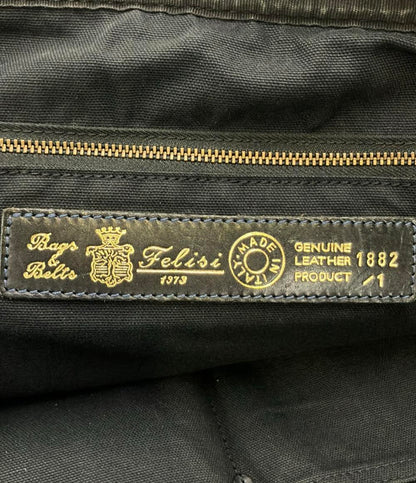 Bags
&
Belts
Felisi
1973
MADE IN ITALY
GENUINE
LEATHER
PRODUCT
1882
/1